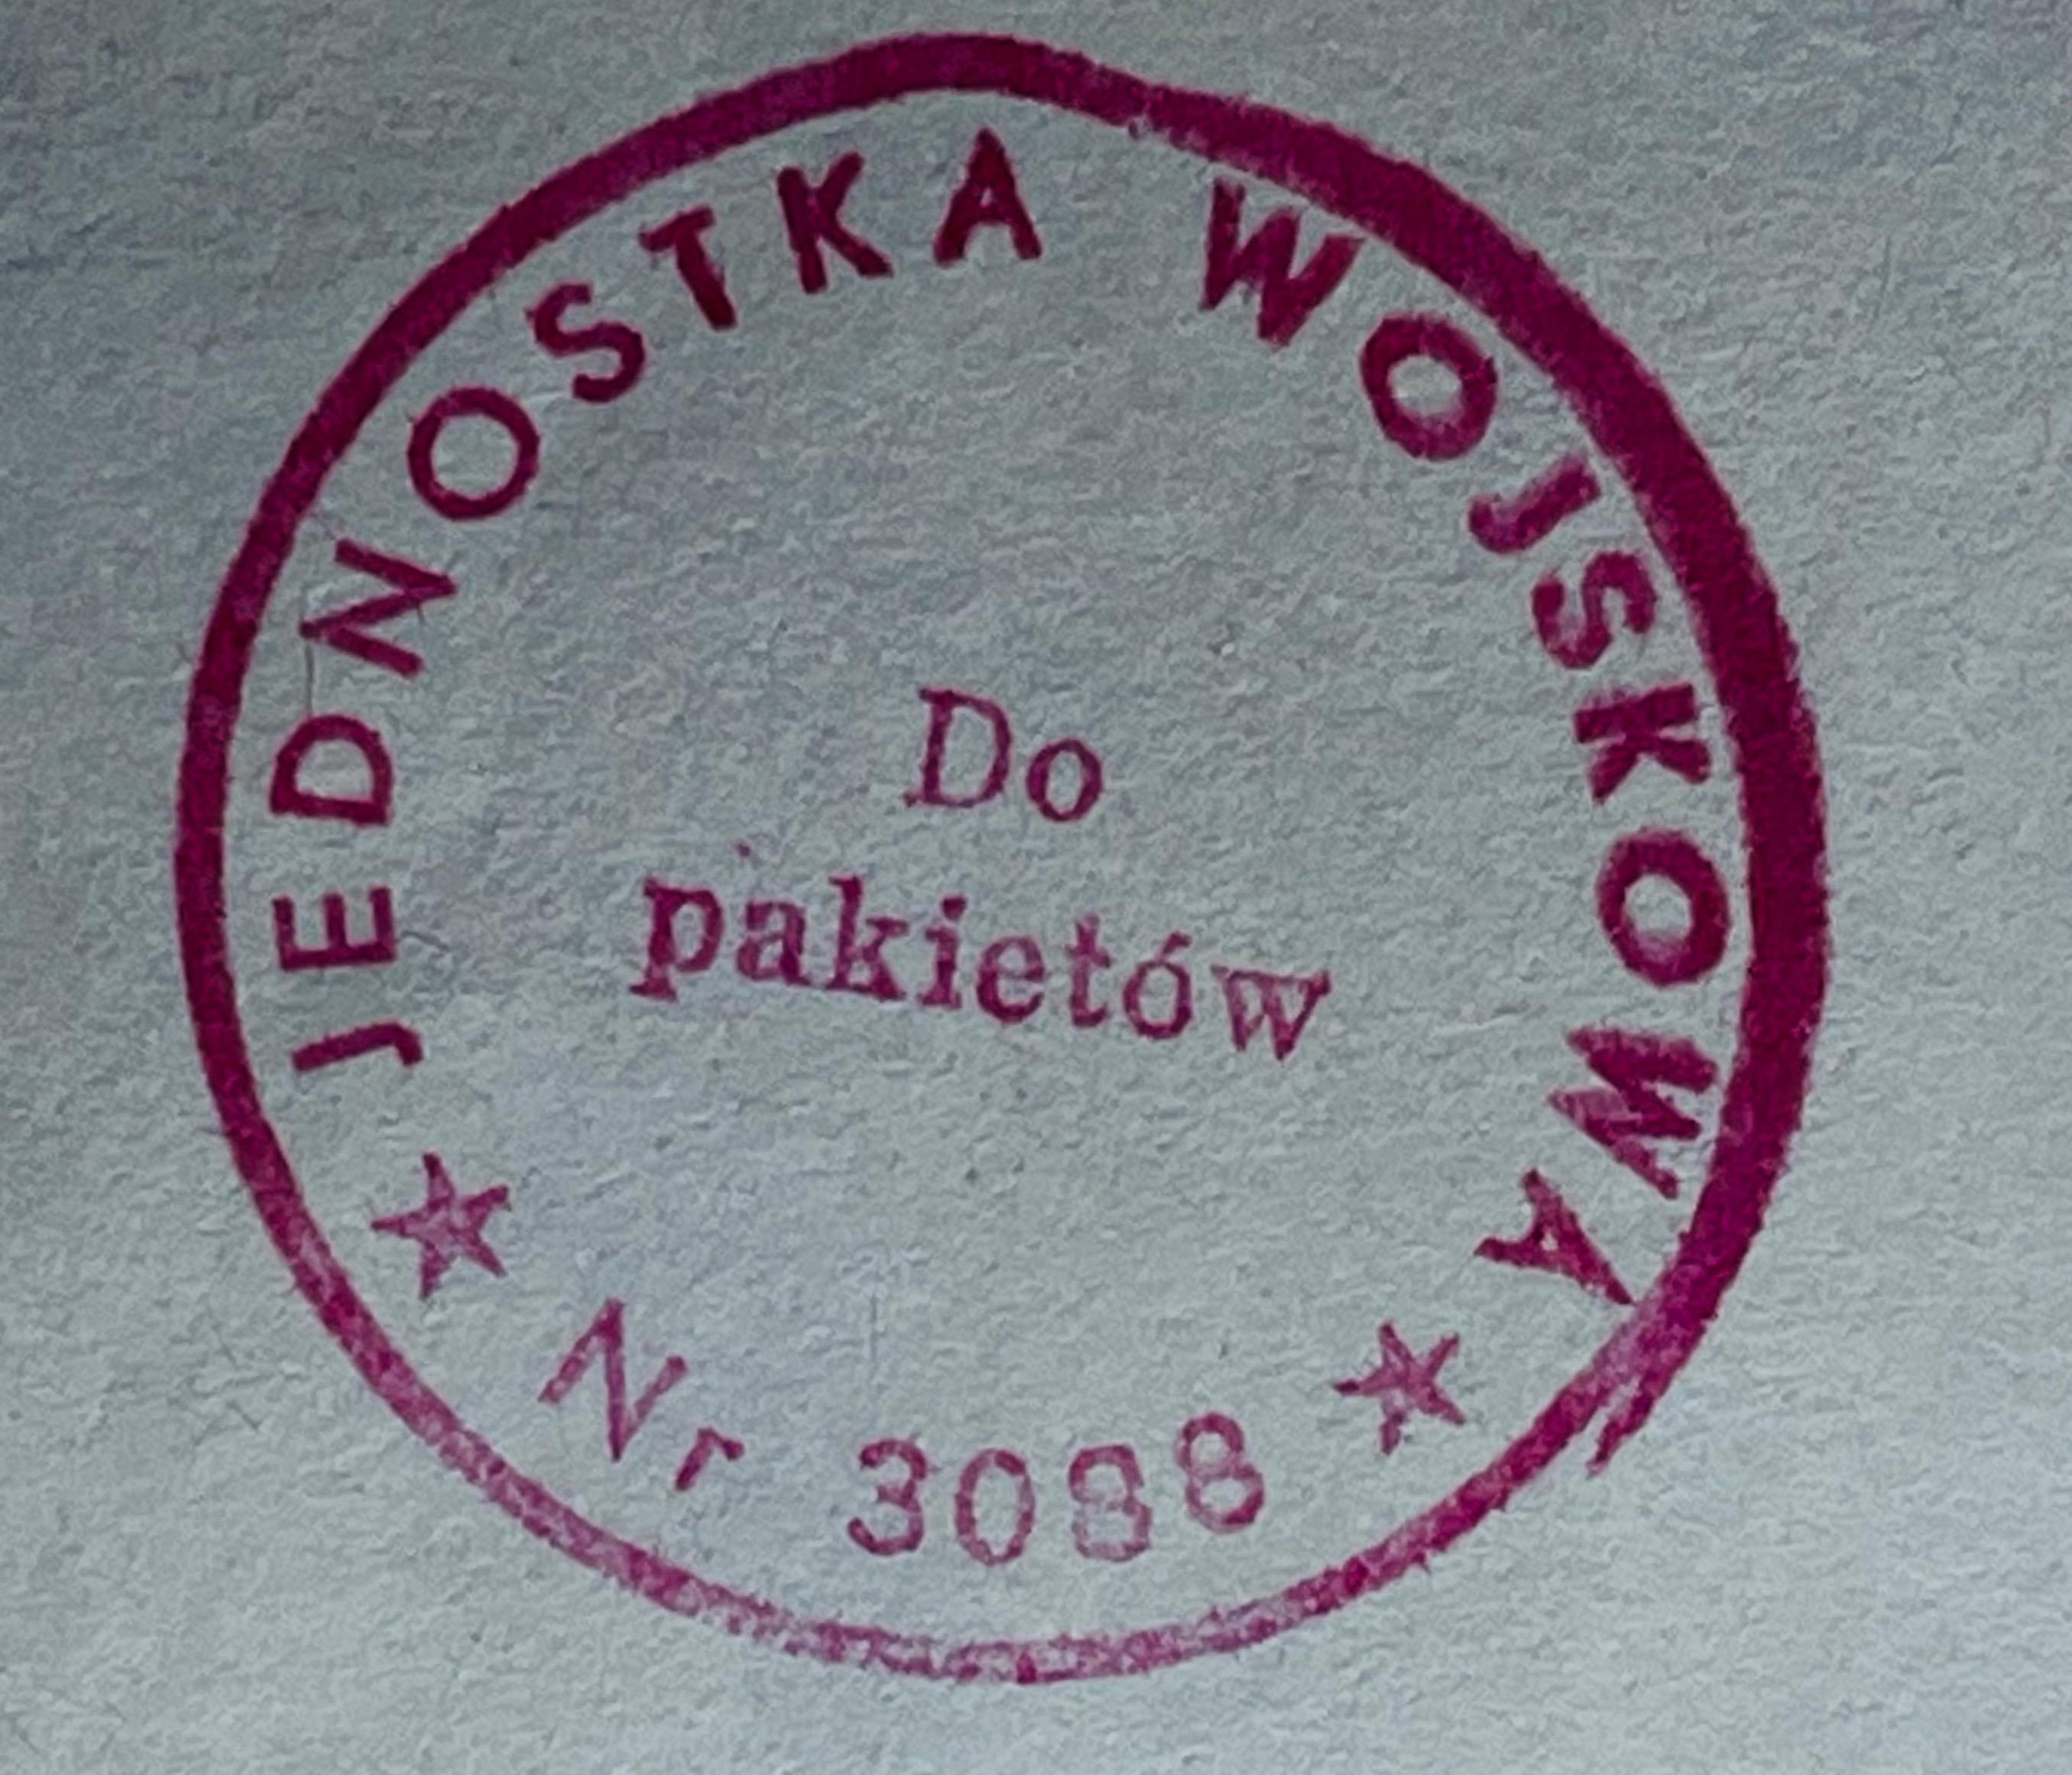 JEDNOSTKA WOJSKOWA
Do
pakietów
★ Nr 3088 ★